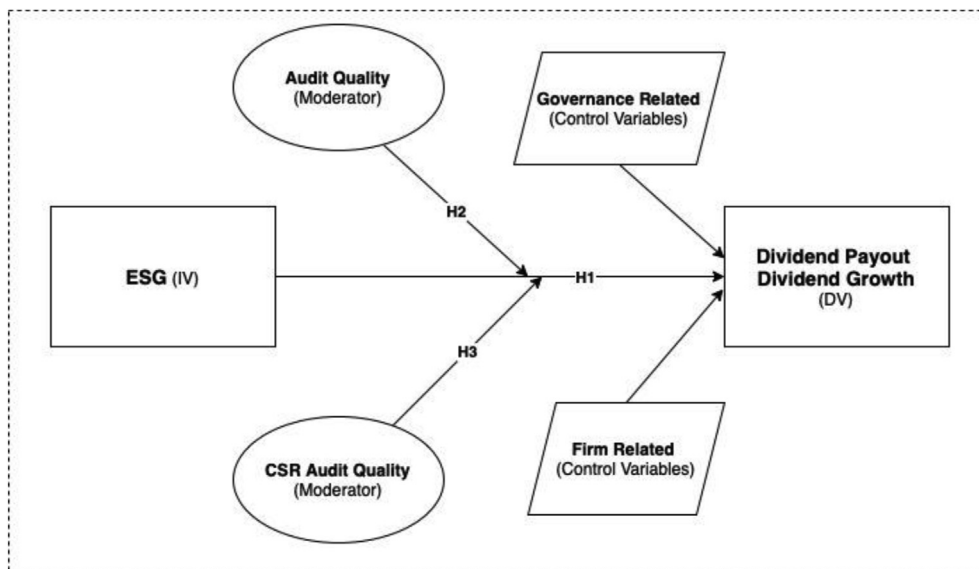 Audit Quality
(Moderator)
Governance Related
(Control Variables)
H2
ESG (IV)
H1
Dividend Payout
Dividend Growth
(DV)
H3
CSR Audit Quality
(Moderator)
Firm Related
(Control Variables)